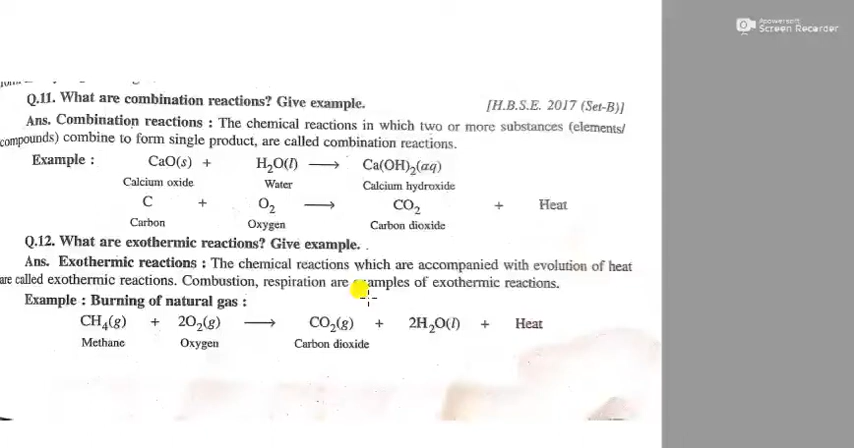 Apowersoft
Screen Recorder
Q.11. What are combination reactions? Give example. [H.B.S.E. 2017 (Set-B)]
Ans. Combination reactions : The chemical reactions in which two or more substances (elements/
compounds) combine to form single product, are called combination reactions.
Example : CaO(s) + H₂O(l) ⟶ Ca(OH)₂(aq)
Calcium oxide Water Calcium hydroxide
C + O₂ ⟶ CO₂ + Heat
Carbon Oxygen Carbon dioxide
Q.12. What are exothermic reactions? Give example.
Ans. Exothermic reactions : The chemical reactions which are accompanied with evolution of heat
are called exothermic reactions. Combustion, respiration are examples of exothermic reactions.
Example : Burning of natural gas :
CH₄(g) + 2O₂(g) ⟶ CO₂(g) + 2H₂O(l) + Heat
Methane Oxygen Carbon dioxide